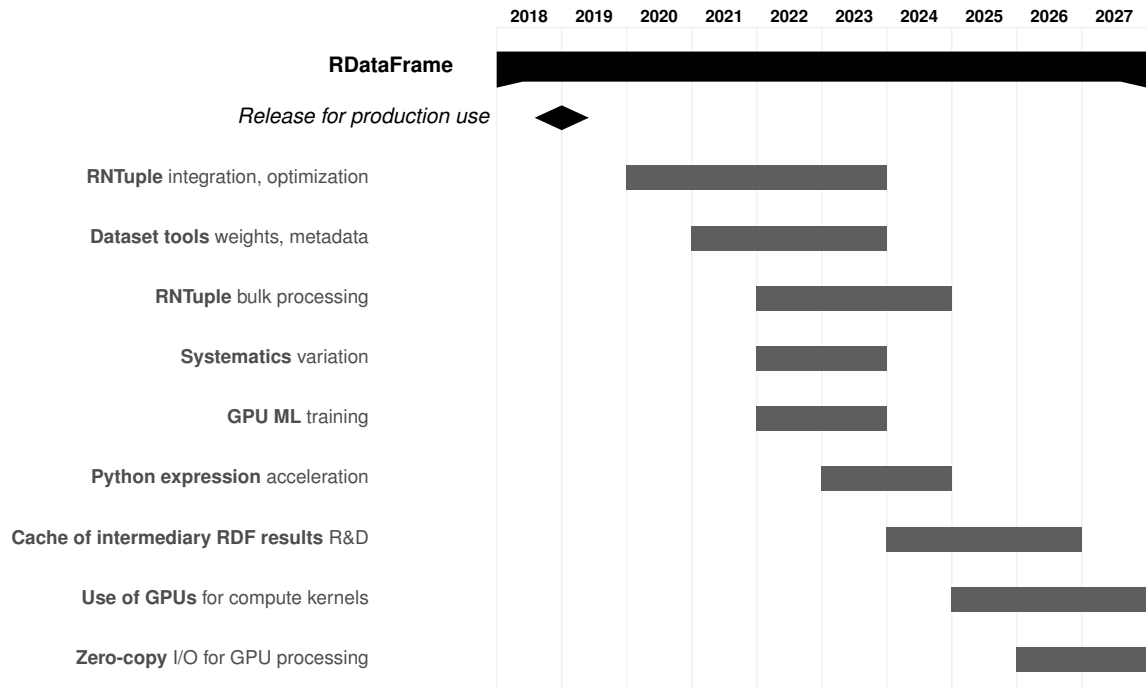 2018 2019 2020 2021 2022 2023 2024 2025 2026 2027
RDataFrame
Release for production use
RNTuple integration, optimization
Dataset tools weights, metadata
RNTuple bulk processing
Systematics variation
GPU ML training
Python expression acceleration
Cache of intermediary RDF results R&D
Use of GPUs for compute kernels
Zero-copy I/O for GPU processing